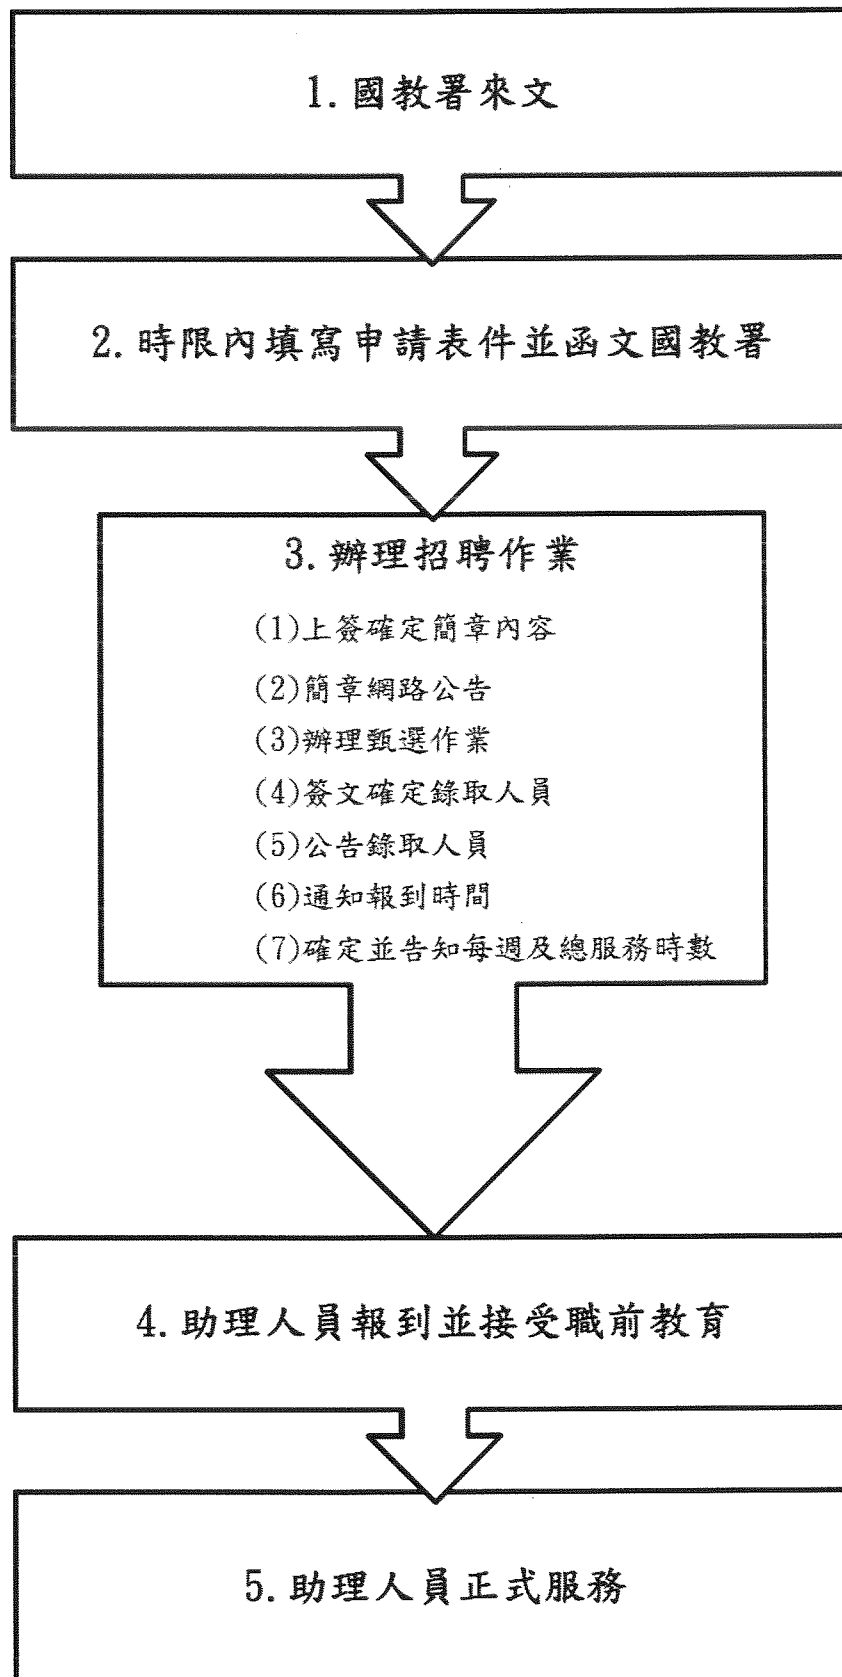 1.國教署來文
2.時限內填寫申請表件並函文國教署
3.辦理招聘作業
(1)上簽確定簡章內容
(2)簡章網路公告
(3)辦理甄選作業
(4)簽文確定錄取人員
(5)公告錄取人員
(6)通知報到時間
(7)確定並告知每週及總服務時數
4.助理人員報到並接受職前教育
5.助理人員正式服務